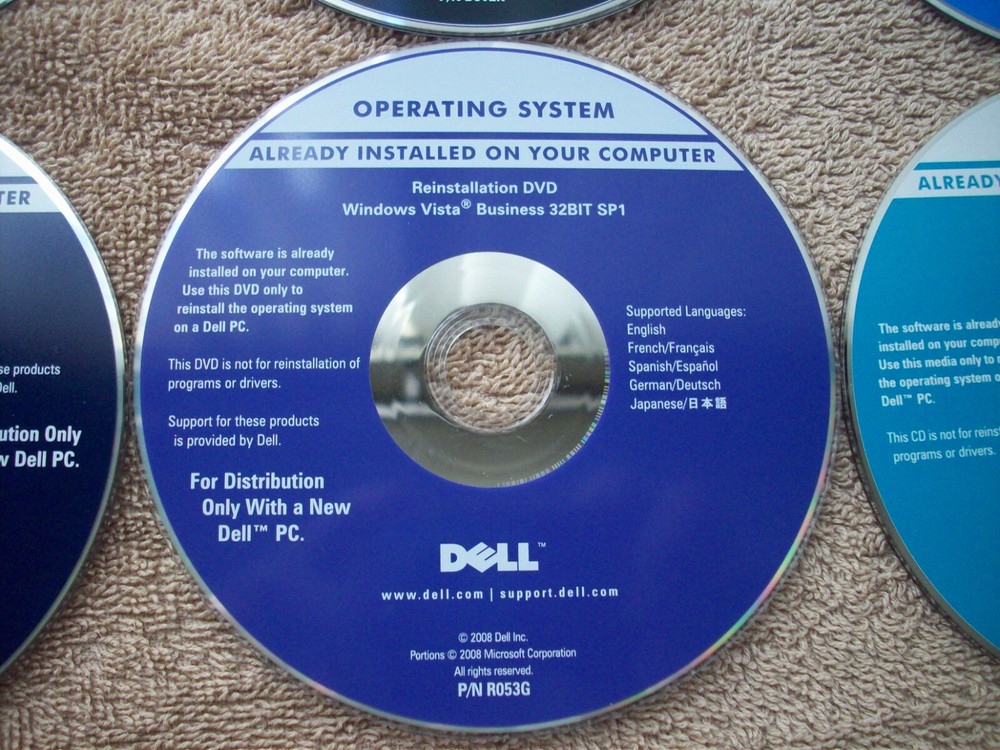 OPERATING SYSTEM
ALREADY INSTALLED ON YOUR COMPUTER
Reinstallation DVD
Windows Vista® Business 32BIT SP1
The software is already
installed on your computer.
Use this DVD only to
reinstall the operating system
on a Dell PC.
This DVD is not for reinstallation of
programs or drivers.
Support for these products
is provided by Dell.
For Distribution
Only With a New
Dell™ PC.
Supported Languages:
English
French/Français
Spanish/Español
German/Deutsch
Japanese/日本語
DELL™
www.dell.com | support.dell.com
© 2008 Dell Inc.
Portions © 2008 Microsoft Corporation
All rights reserved.
P/N R053G
TER
se products
Dell.
ution Only
w Dell PC.
ALREADY
The software is already
installed on your comp
Use this media only to r
the operating system o
Dell™ PC.
This CD is not for reinst
programs or drivers.